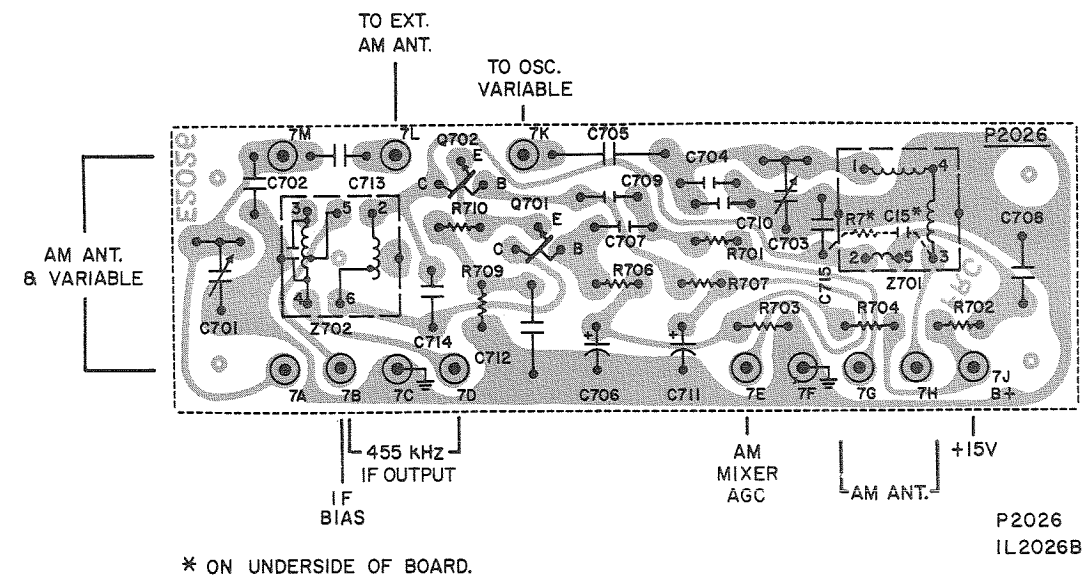 TO EXT.
AM ANT.
TO OSC.
VARIABLE
7M
7L
Q702
7K
C705
P2026
E
C702
C713
C
B
C709
C704
1
4
3
5
2
R710
Q701
E
C710
C703
R7*
C15*
C708
AM ANT.
& VARIABLE
C
B
C707
R701
2
5
3
C715
Z701
R709
R706
R707
4
6
C701
Z702
C714
R703
R704
R702
C712
+
+
7A
7B
7C
7D
C706
C711
7E
7F
7G
7H
7J
B+
455 kHz
IF OUTPUT
IF
BIAS
AM
MIXER
AGC
AM ANT.
+15V
P2026
IL2026B
* ON UNDERSIDE OF BOARD.